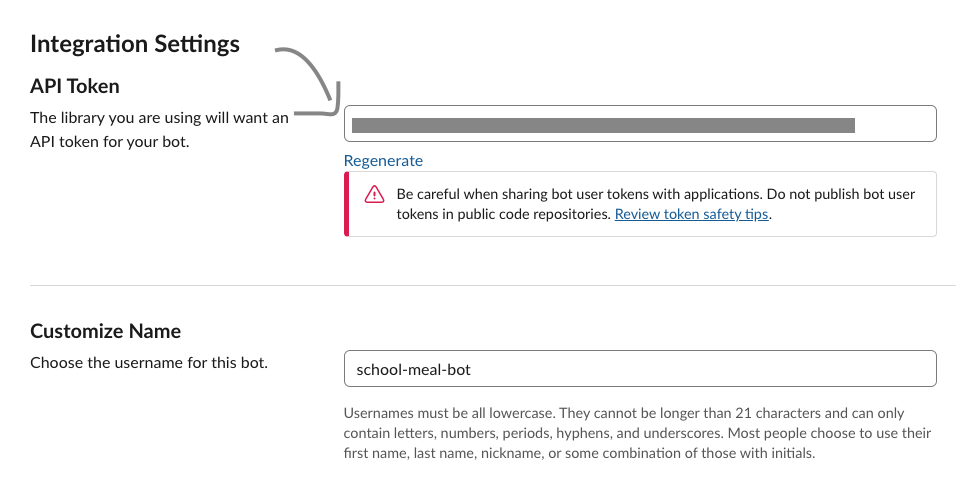 Integration Settings
API Token
The library you are using will want an
API token for your bot.
Regenerate
Be careful when sharing bot user tokens with applications. Do not publish bot user
tokens in public code repositories. Review token safety tips.
Customize Name
Choose the username for this bot.
school-meal-bot
Usernames must be all lowercase. They cannot be longer than 21 characters and can only
contain letters, numbers, periods, hyphens, and underscores. Most people choose to use their
first name, last name, nickname, or some combination of those with initials.